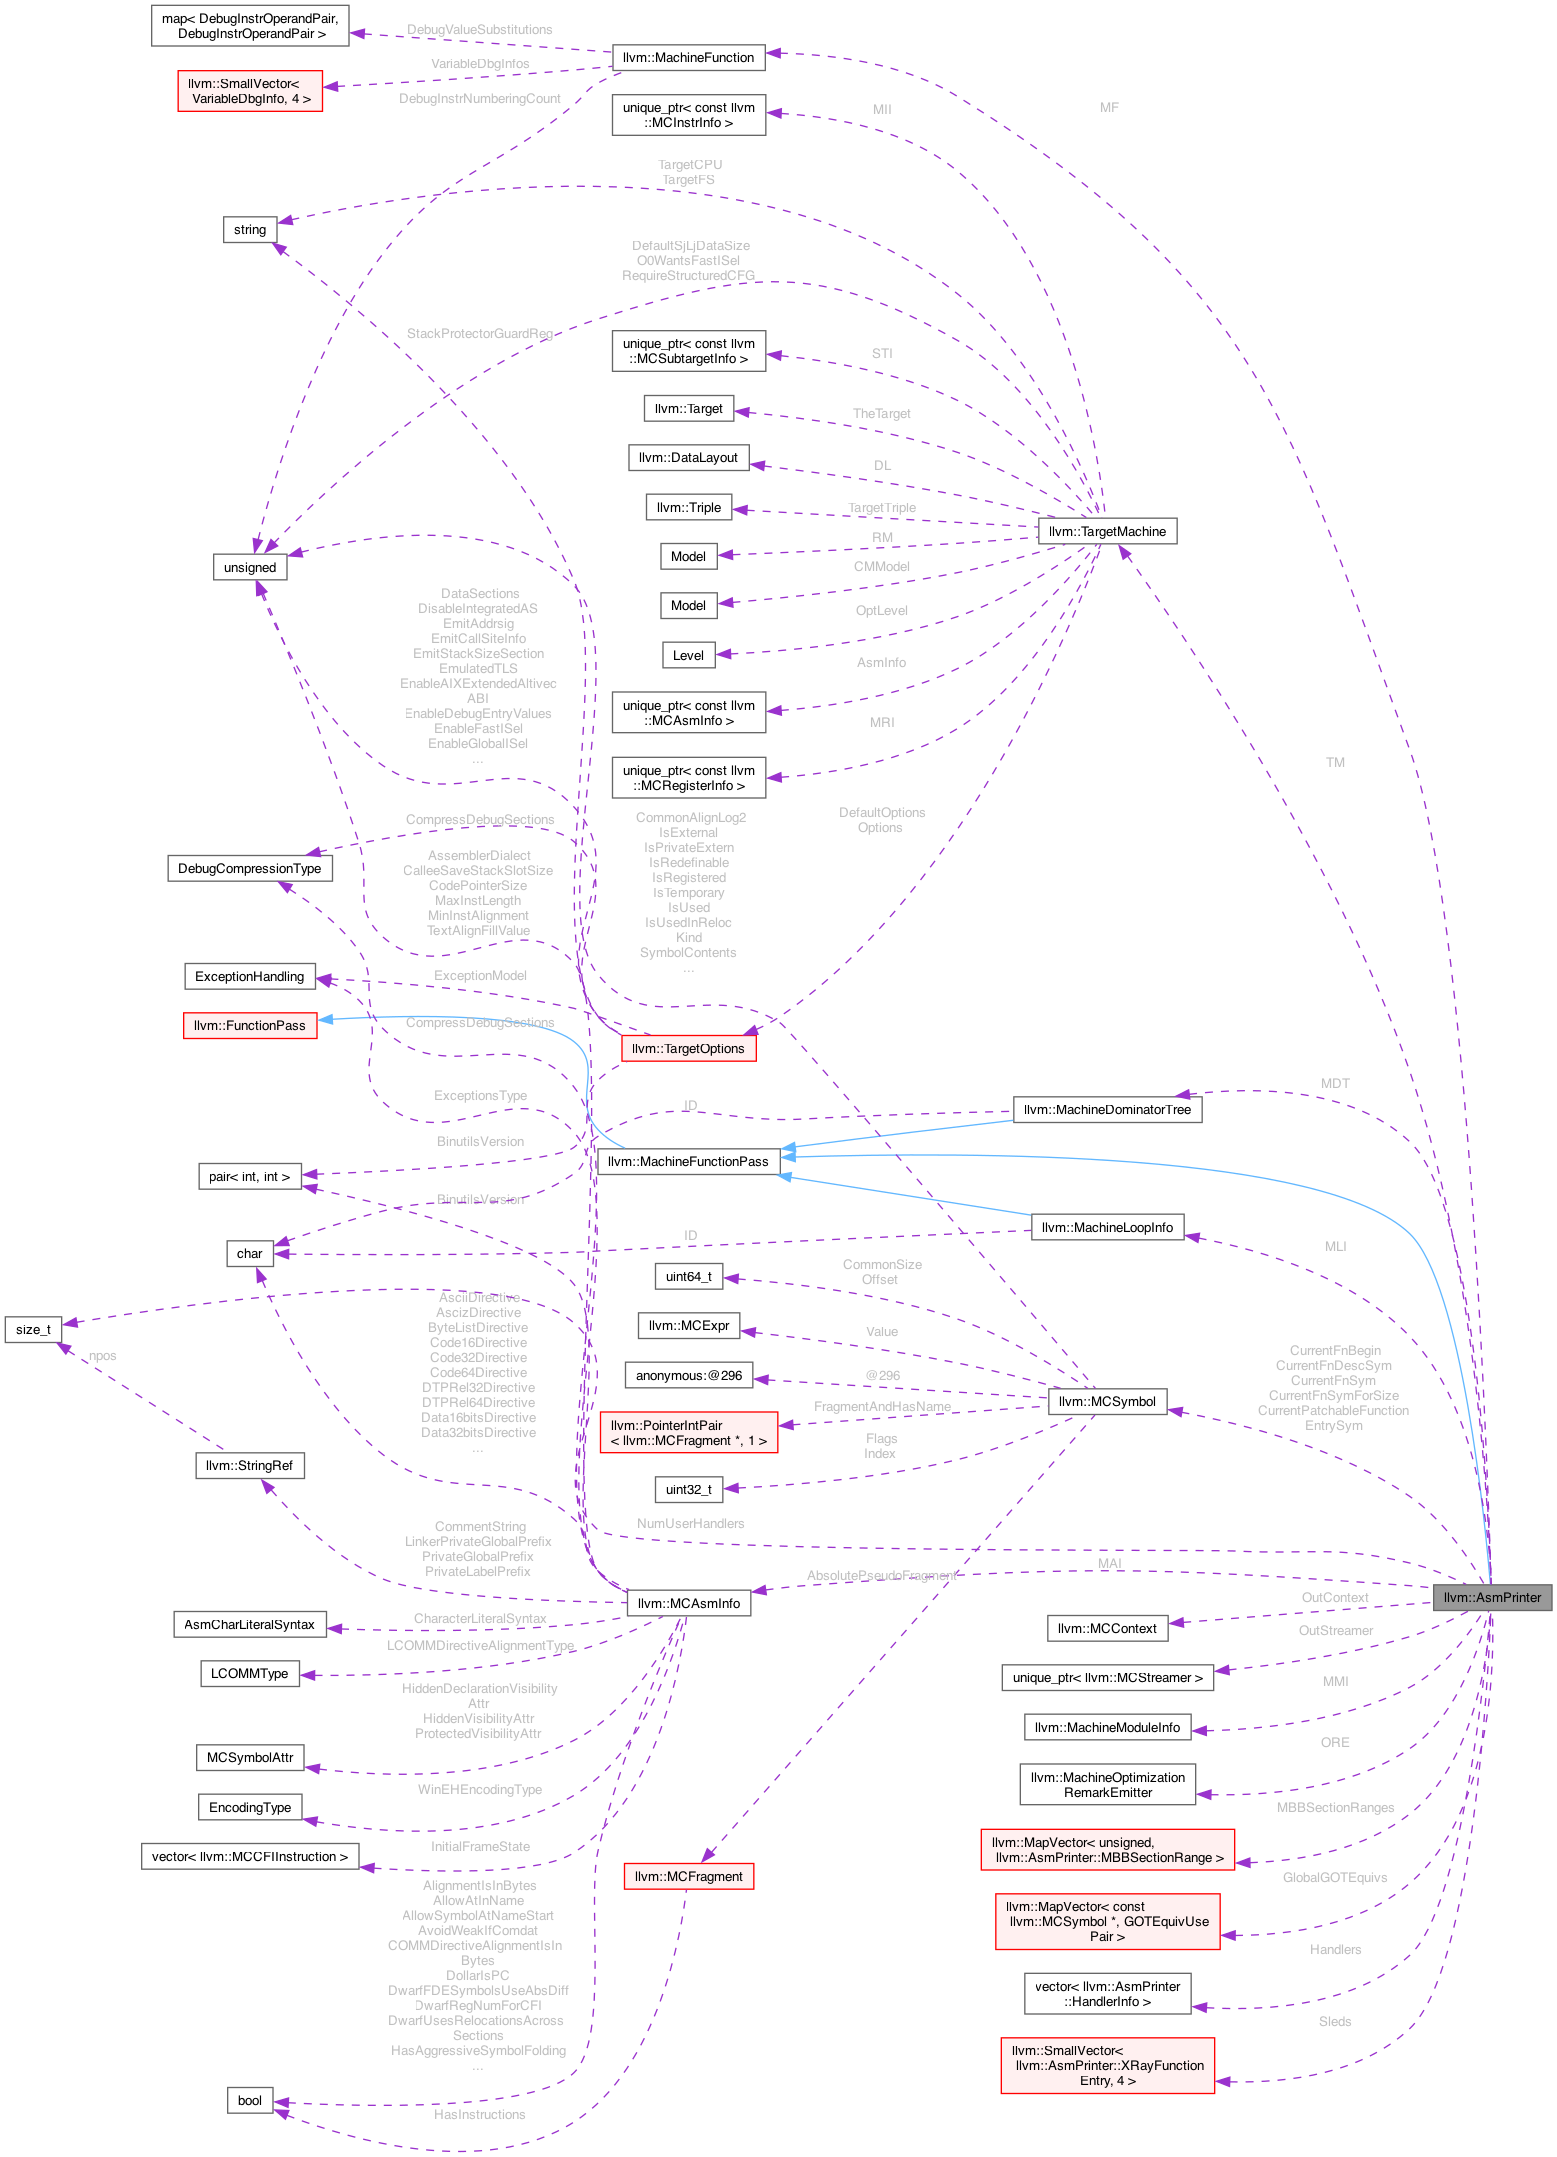 map< DebugInstrOperandPair,
DebugInstrOperandPair >
DebugValueSubstitutions
llvm::MachineFunction
VariableDbgInfos
llvm::SmallVector<
VariableDbgInfo, 4 >
DebugInstrNumberingCount
unique_ptr< const llvm
::MCInstrInfo >
MII
MF
TargetCPU
TargetFS
string
DefaultSjLjDataSize
O0WantsFastISel
RequireStructuredCFG
StackProtectorGuardReg
unique_ptr< const llvm
::MCSubtargetInfo >
STI
llvm::Target
TheTarget
llvm::DataLayout
DL
llvm::Triple
TargetTriple
llvm::TargetMachine
Model
RM
unsigned
CMModel
Model
DataSections
DisableIntegratedAS
EmitAddrsig
EmitCallSiteInfo
EmitStackSizeSection
EmulatedTLS
EnableAIXExtendedAltivec
ABI
EnableDebugEntryValues
EnableFastISel
EnableGlobalISel
...
OptLevel
Level
AsmInfo
unique_ptr< const llvm
::MCAsmInfo >
MRI
unique_ptr< const llvm
::MCRegisterInfo >
TM
DefaultOptions
Options
CompressDebugSections
CommonAlignLog2
IsExternal
IsPrivateExtern
IsRedefinable
IsRegistered
IsTemporary
IsUsed
IsUsedInReloc
Kind
SymbolContents
...
DebugCompressionType
AssemblerDialect
CalleeSaveStackSlotSize
CodePointerSize
MaxInstLength
MinInstAlignment
TextAlignFillValue
ExceptionHandling
ExceptionModel
llvm::FunctionPass
CompressDebugSections
llvm::TargetOptions
ExceptionsType
ID
llvm::MachineDominatorTree
MDT
BinutilsVersion
llvm::MachineFunctionPass
pair< int, int >
BinutilsVersion
llvm::MachineLoopInfo
MLI
char
ID
uint64_t
CommonSize
Offset
size_t
npos
AsciiDirective
AscizDirective
ByteListDirective
Code16Directive
Code32Directive
Code64Directive
DTPRel32Directive
DTPRel64Directive
Data16bitsDirective
Data32bitsDirective
...
llvm::MCExpr
Value
anonymous:@296
@296
llvm::MCSymbol
CurrentFnBegin
CurrentFnDescSym
CurrentFnSym
CurrentFnSymForSize
CurrentPatchableFunction
EntrySym
llvm::PointerIntPair
< llvm::MCFragment *, 1 >
FragmentAndHasName
llvm::StringRef
Flags
Index
uint32_t
CommentString
LinkerPrivateGlobalPrefix
PrivateGlobalPrefix
PrivateLabelPrefix
NumUserHandlers
MAI
AbsolutePseudoFragment
llvm::MCAsmInfo
llvm::AsmPrinter
AsmCharLiteralSyntax
CharacterLiteralSyntax
OutContext
llvm::MCContext
OutStreamer
LCOMMDirectiveAlignmentType
LCOMMType
unique_ptr< llvm::MCStreamer >
HiddenDeclarationVisibility
Attr
HiddenVisibilityAttr
ProtectedVisibilityAttr
MMI
llvm::MachineModuleInfo
MCSymbolAttr
ORE
llvm::MachineOptimization
RemarkEmitter
WinEHEncodingType
EncodingType
MBBSectionRanges
InitialFrameState
vector< llvm::MCCFIInstruction >
llvm::MapVector< unsigned,
llvm::AsmPrinter::MBBSectionRange >
llvm::MCFragment
GlobalGOTEquivs
AlignmentIsInBytes
AllowAtInName
AllowSymbolAtNameStart
AvoidWeakIfComdat
COMMDirectiveAlignmentIsIn
Bytes
DollarIsPC
DwarfFDESymbolsUseAbsDiff
DwarfRegNumForCFI
DwarfUsesRelocationsAcross
Sections
HasAggressiveSymbolFolding
...
llvm::MapVector< const
llvm::MCSymbol *, GOTEquivUse
Pair >
Handlers
vector< llvm::AsmPrinter
::HandlerInfo >
Sleds
llvm::SmallVector<
llvm::AsmPrinter::XRayFunction
Entry, 4 >
bool
HasInstructions